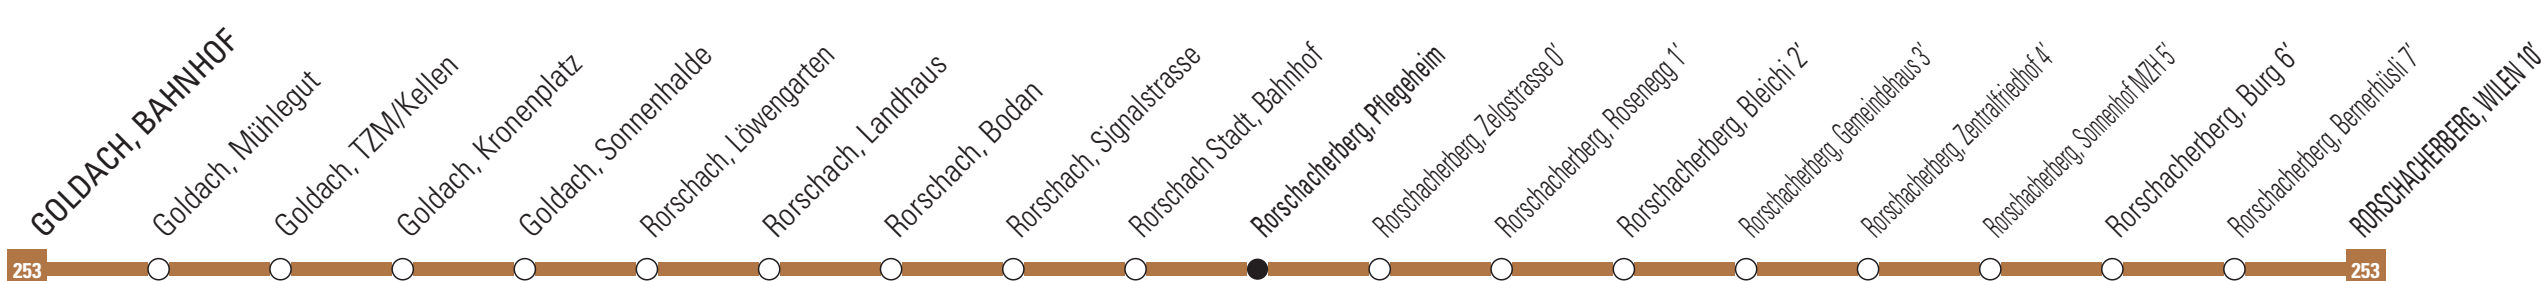 GOLDACH, BAHNHOF
Goldach, Mühlegut
Goldach, TZM/Kellen
Goldach, Kronenplatz
Goldach, Sonnenhalde
Rorschach, Löwengarten
Rorschach, Landhaus
Rorschach, Bodan
Rorschach, Signalstrasse
Rorschach Stadt, Bahnhof
Rorschacherberg, Pflegeheim
Rorschacherberg, Zelgstrasse 0'
Rorschacherberg, Rosenegg 1'
Rorschacherberg, Bleichi 2'
Rorschacherberg, Gemeindehaus 3'
Rorschacherberg, Zentralfriedhof 4'
Rorschacherberg, Sonnenhof MZH 5'
Rorschacherberg, Burg 6'
Rorschacherberg, Bernerhüsli 7'
RORSCHACHERBERG, WILEN 10'
253
253